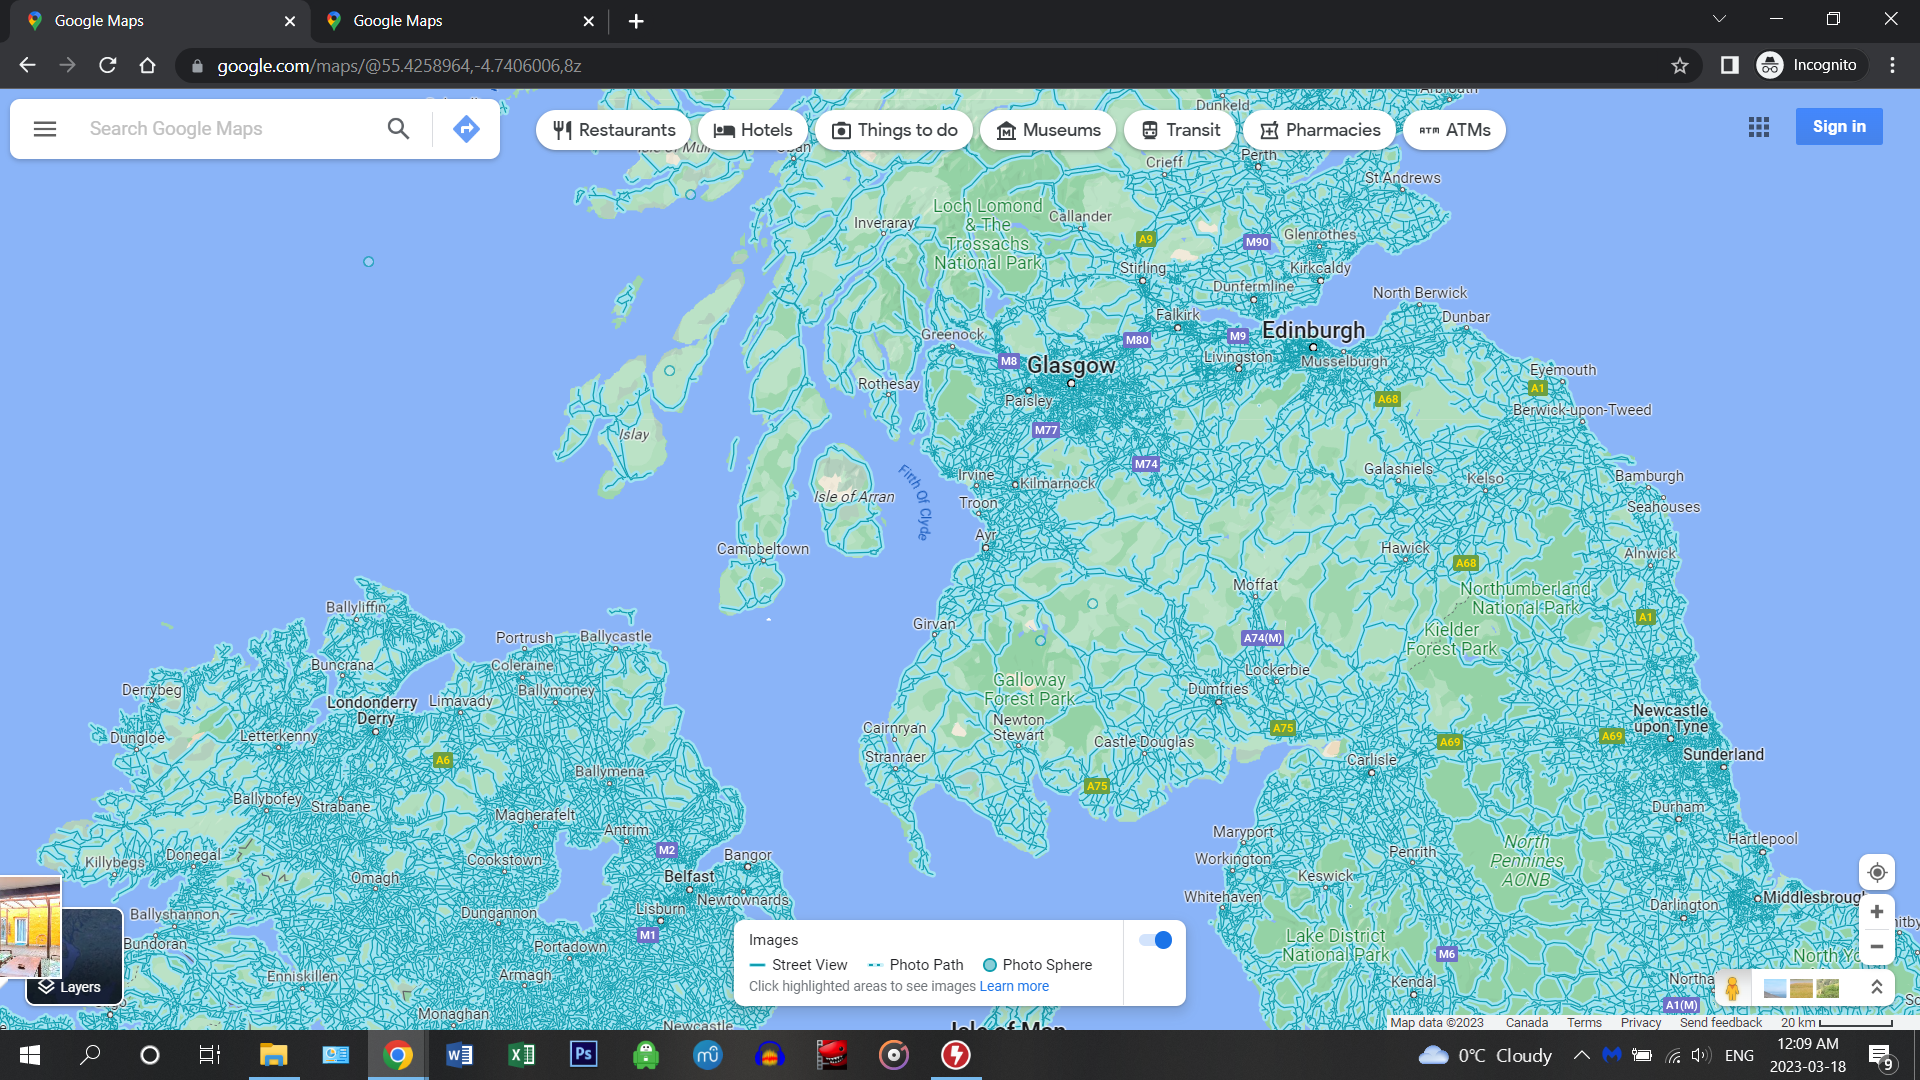 Google Maps
Google Maps
google.com/maps/@55.4258964,-4.7406006,8z
Incognito
Search Google Maps
Restaurants
Hotels
Things to do
Museums
Transit
Pharmacies
ATM ATMs
Sign in
Dunkeld
Crieff
Perth
St Andrews
Loch Lomond
& The
Trossachs
National Park
Callander
Inveraray
A9
M90
Glenrothes
Stirling
Kirkcaldy
Dunfermline
North Berwick
Falkirk
Dunbar
Greenock
M80
M9
Edinburgh
M8
Glasgow
Livingston
Musselburgh
Eyemouth
Rothesay
Paisley
A68
A1
Berwick-upon-Tweed
M77
Islay
M74
Galashiels
Kelso
Bamburgh
Irvine
Kilmarnock
Isle of Arran
Firth Of Clyde
Troon
Seahouses
Ayr
Campbeltown
Hawick
Alnwick
A68
Moffat
Northumberland
National Park
Ballyliffin
Girvan
A1
Portrush
Ballycastle
A74(M)
Kielder
Forest Park
Buncrana
Coleraine
Lockerbie
Derrybeg
Ballymoney
Galloway
Forest Park
Dumfries
Londonderry
Derry
Limavady
Newcastle
upon Tyne
Dungloe
Letterkenny
Cairnryan
Newton
Stewart
A75
Castle Douglas
A69
A69
Sunderland
A6
Stranraer
Carlisle
Ballymena
A75
Ballybofey
Strabane
Magherafelt
Durham
Antrim
Maryport
Hartlepool
Killybegs
Donegal
Cookstown
M2
Bangor
Workington
Penrith
North
Pennines
AONB
Omagh
Belfast
Keswick
Whitehaven
Middlesbrough
Ballyshannon
Dungannon
Lisburn
Newtownards
Darlington
Bundoran
Portadown
M1
Lake District
National Park
M6
Enniskillen
Armagh
Kendal
A1(M)
Monaghan
Newcastle
Isle of Man
Layers
Images
Street View
Photo Path
Photo Sphere
Click highlighted areas to see images Learn more
Map data ©2023
Canada
Terms
Privacy
Send feedback
20 km
0°C Cloudy
ENG
12:09 AM
2023-03-18
9